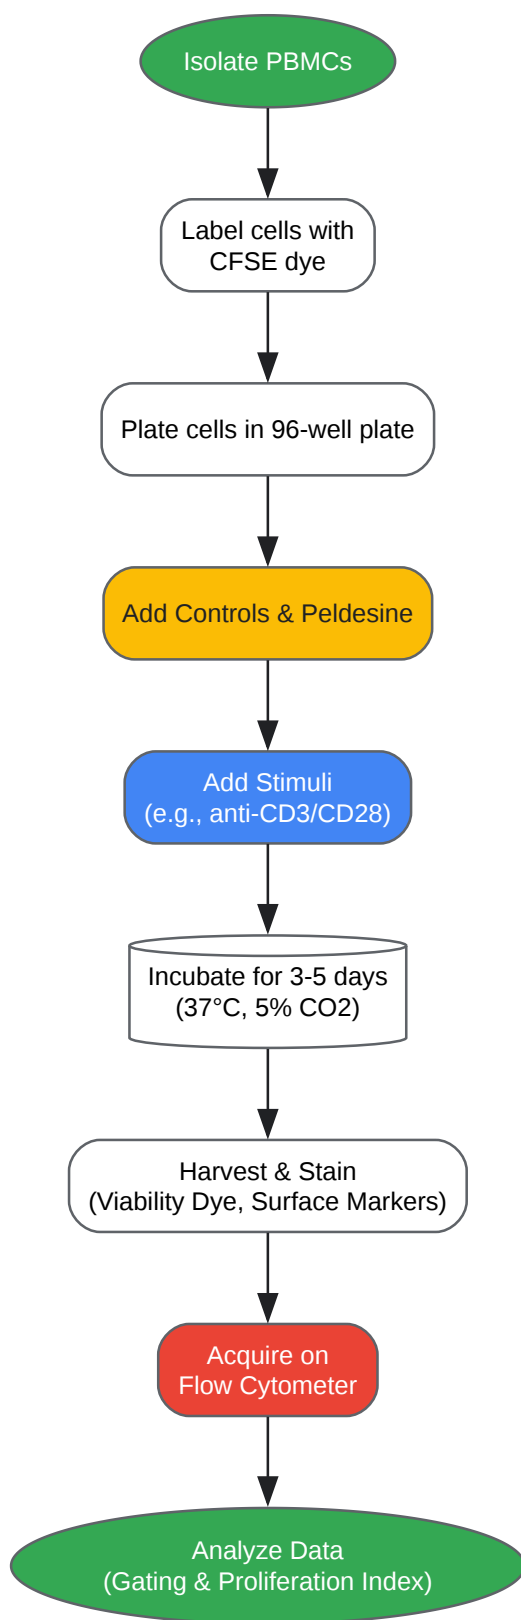 Isolate PBMCs
Label cells with
CFSE dye
Plate cells in 96-well plate
Add Controls & Peldesine
Add Stimuli
(e.g., anti-CD3/CD28)
Incubate for 3-5 days
(37°C, 5% CO2)
Harvest & Stain
(Viability Dye, Surface Markers)
Acquire on
Flow Cytometer
Analyze Data
(Gating & Proliferation Index)